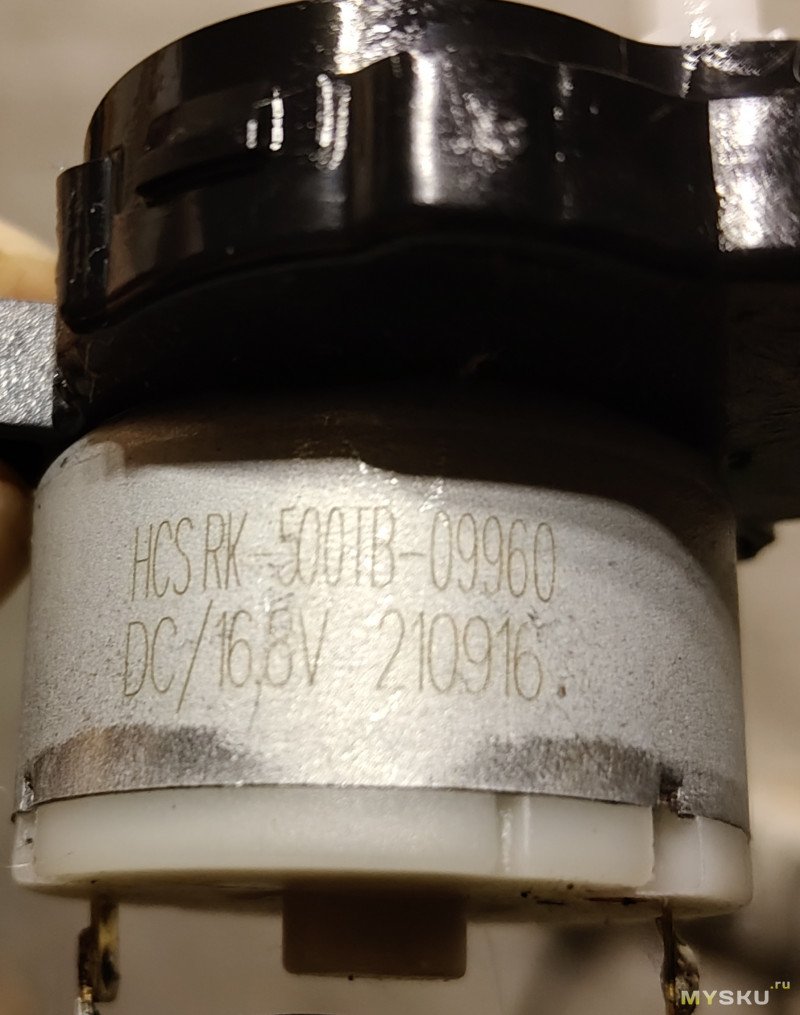 HCS RK-500TB-09960
DC/16.8V 210916
MYSKU.ru